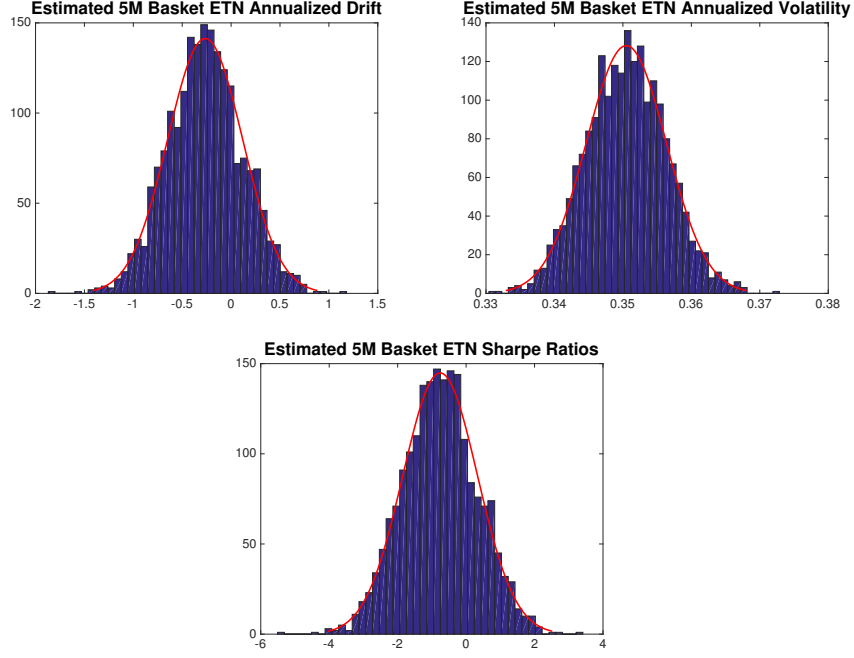 Estimated 5M Basket ETN Annualized Drift
150
100
50
0
-2 -1.5 -1 -0.5 0 0.5 1 1.5
Estimated 5M Basket ETN Annualized Volatility
140
120
100
80
60
40
20
0
0.33 0.34 0.35 0.36 0.37 0.38
Estimated 5M Basket ETN Sharpe Ratios
150
100
50
0
-6 -4 -2 0 2 4